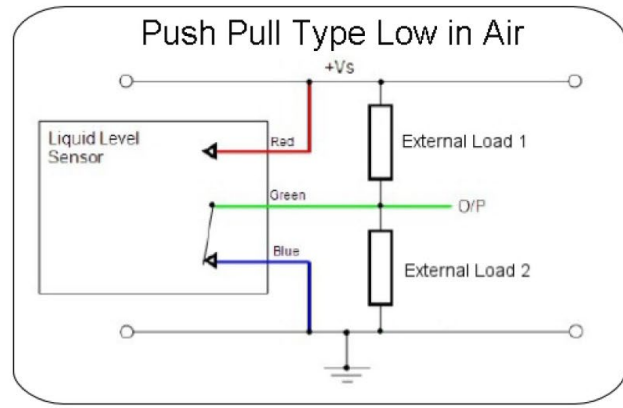 Push Pull Type Low in Air
+Vs
Liquid Level
Sensor
Red
External Load 1
Green
O/P
Blue
External Load 2